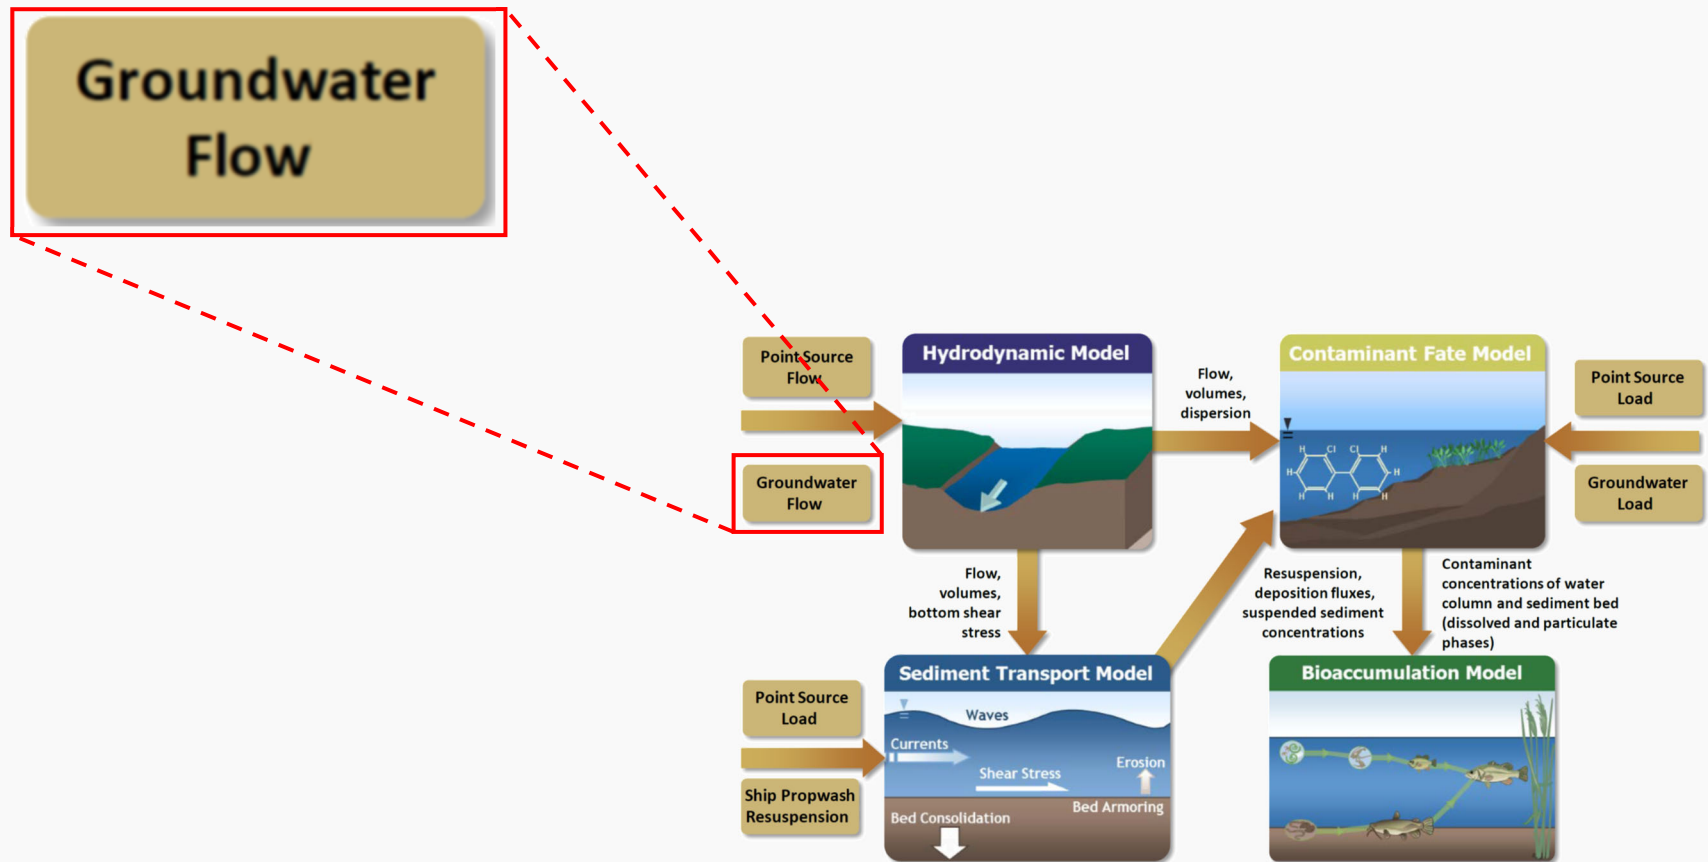 Groundwater
Flow
Point Source
Flow
Hydrodynamic Model
Flow,
volumes,
dispersion
Contaminant Fate Model
Point Source
Load
Groundwater
Flow
H
Cl
Cl
H
H
H
H
H
H
H
Groundwater
Load
Flow,
volumes,
bottom shear
stress
Resuspension,
deposition fluxes,
suspended sediment
concentrations
Contaminant
concentrations of water
column and sediment bed
(dissolved and particulate
phases)
Point Source
Load
Sediment Transport Model
Waves
Currents
Shear Stress
Erosion
Bed Armoring
Bed Consolidation
Ship Propwash
Resuspension
Bioaccumulation Model